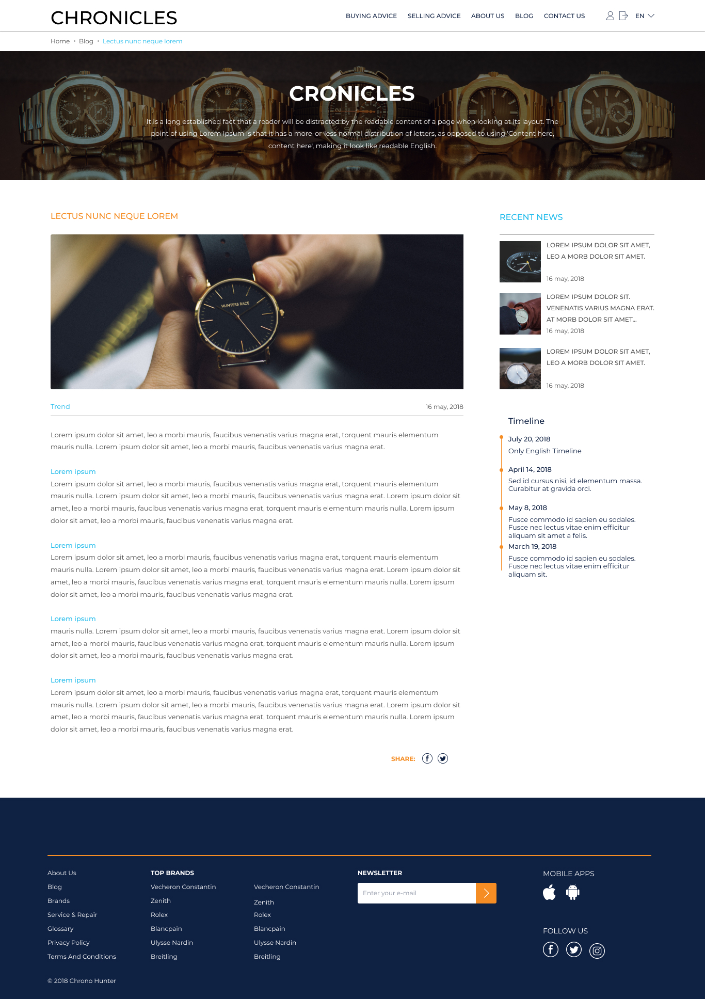 CHRONICLES
BUYING ADVICE SELLING ADVICE ABOUT US BLOG CONTACT US EN
Home • Blog • Lectus nunc neque lorem
CRONICLES
It is a long established fact that a reader will be distracted by the readable content of a page when looking at its layout. The
point of using Lorem Ipsum is that it has a more-or-less normal distribution of letters, as opposed to using 'Content here,
content here', making it look like readable English.
LECTUS NUNC NEQUE LOREM
HUNTERS RACE
Trend
16 may, 2018
Lorem ipsum dolor sit amet, leo a morbi mauris, faucibus venenatis varius magna erat, torquent mauris elementum
mauris nulla. Lorem ipsum dolor sit amet, leo a morbi mauris, faucibus venenatis varius magna erat.
Lorem ipsum
Lorem ipsum dolor sit amet, leo a morbi mauris, faucibus venenatis varius magna erat, torquent mauris elementum
mauris nulla. Lorem ipsum dolor sit amet, leo a morbi mauris, faucibus venenatis varius magna erat. Lorem ipsum dolor sit
amet, leo a morbi mauris, faucibus venenatis varius magna erat, torquent mauris elementum mauris nulla. Lorem ipsum
dolor sit amet, leo a morbi mauris, faucibus venenatis varius magna erat.
Lorem ipsum
Lorem ipsum dolor sit amet, leo a morbi mauris, faucibus venenatis varius magna erat, torquent mauris elementum
mauris nulla. Lorem ipsum dolor sit amet, leo a morbi mauris, faucibus venenatis varius magna erat. Lorem ipsum dolor sit
amet, leo a morbi mauris, faucibus venenatis varius magna erat, torquent mauris elementum mauris nulla. Lorem ipsum
dolor sit amet, leo a morbi mauris, faucibus venenatis varius magna erat.
Lorem ipsum
mauris nulla. Lorem ipsum dolor sit amet, leo a morbi mauris, faucibus venenatis varius magna erat. Lorem ipsum dolor sit
amet, leo a morbi mauris, faucibus venenatis varius magna erat, torquent mauris elementum mauris nulla. Lorem ipsum
dolor sit amet, leo a morbi mauris, faucibus venenatis varius magna erat.
Lorem ipsum
Lorem ipsum dolor sit amet, leo a morbi mauris, faucibus venenatis varius magna erat, torquent mauris elementum
mauris nulla. Lorem ipsum dolor sit amet, leo a morbi mauris, faucibus venenatis varius magna erat. Lorem ipsum dolor sit
amet, leo a morbi mauris, faucibus venenatis varius magna erat, torquent mauris elementum mauris nulla. Lorem ipsum
dolor sit amet, leo a morbi mauris, faucibus venenatis varius magna erat.
SHARE:
RECENT NEWS
LOREM IPSUM DOLOR SIT AMET,
LEO A MORB DOLOR SIT AMET.
16 may, 2018
LOREM IPSUM DOLOR SIT.
VENENATIS VARIUS MAGNA ERAT.
AT MORB DOLOR SIT AMET...
16 may, 2018
LOREM IPSUM DOLOR SIT AMET,
LEO A MORB DOLOR SIT AMET.
16 may, 2018
Timeline
July 20, 2018
Only English Timeline
April 14, 2018
Sed id cursus nisi, id elementum massa.
Curabitur at gravida orci.
May 8, 2018
Fusce commodo id sapien eu sodales.
Fusce nec lectus vitae enim efficitur
aliquam sit amet a felis.
March 19, 2018
Fusce commodo id sapien eu sodales.
Fusce nec lectus vitae enim efficitur
aliquam sit.
About Us
Blog
Brands
Service & Repair
Glossary
Privacy Policy
Terms And Conditions
TOP BRANDS
Vecheron Constantin
Zenith
Rolex
Blancpain
Ulysse Nardin
Breitling
Vecheron Constantin
Zenith
Rolex
Blancpain
Ulysse Nardin
Breitling
NEWSLETTER
Enter your e-mail
MOBILE APPS
FOLLOW US
© 2018 Chrono Hunter